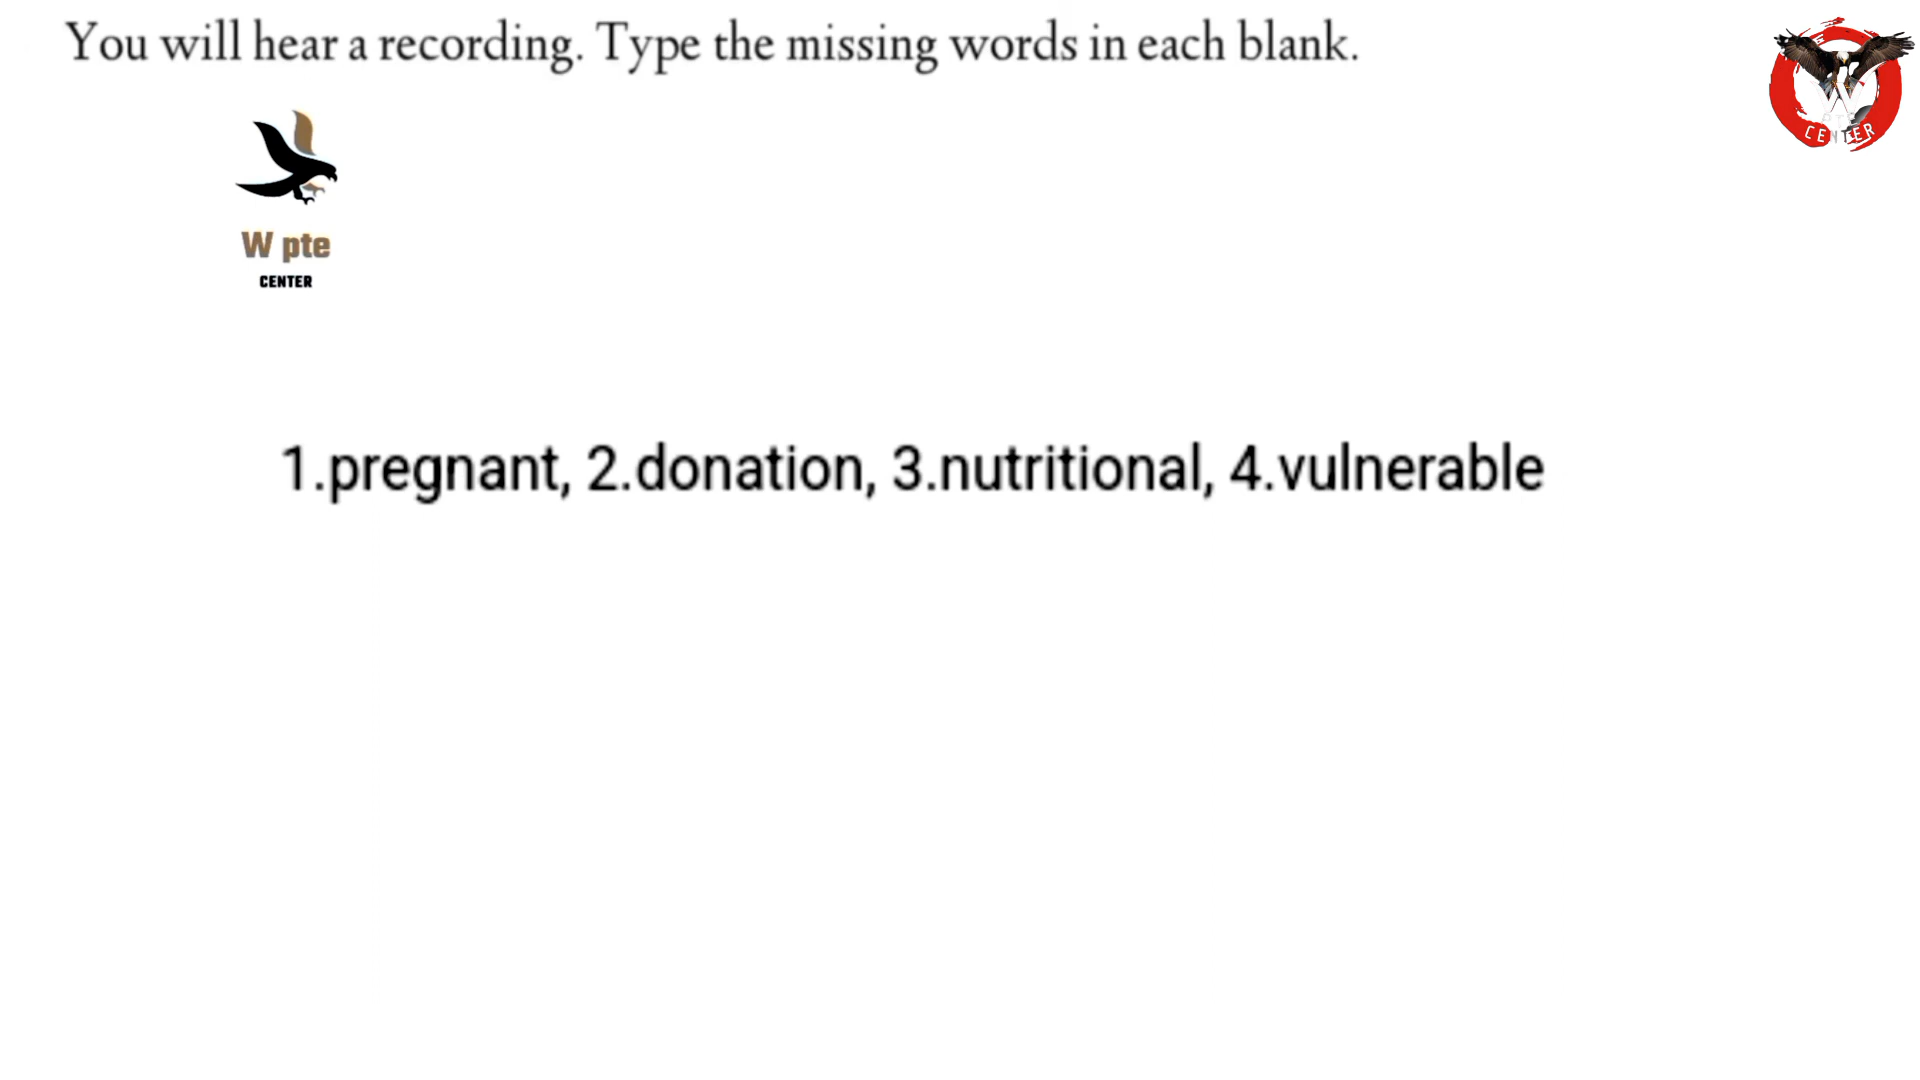 You will hear a recording. Type the missing words in each blank.
W pte
CENTER
CENTER
1.pregnant, 2.donation, 3.nutritional, 4.vulnerable